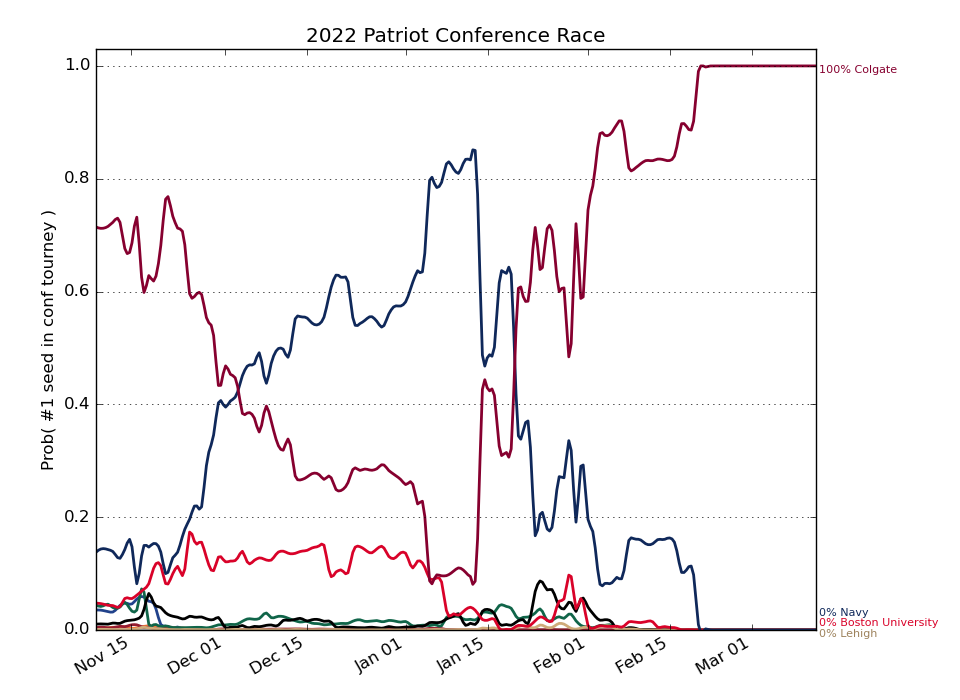 2022 Patriot Conference Race
Prob( #1 seed in conf tourney )
1.0
0.8
0.6
0.4
0.2
0.0
Nov 15
Dec 01
Dec 15
Jan 01
Jan 15
Feb 01
Feb 15
Mar 01
100% Colgate
0% Navy
0% Boston University
0% Lehigh